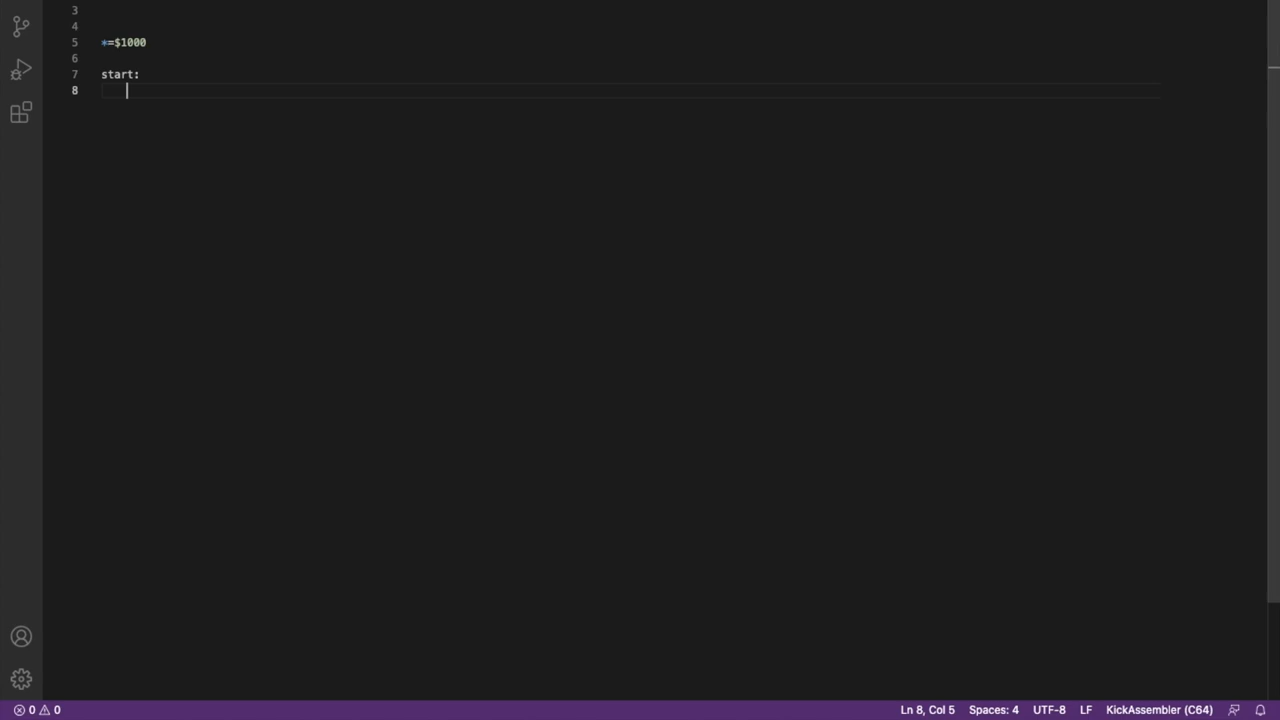 3
4
5 *=$1000
6
7 start:
8
0 0 Ln 8, Col 5 Spaces: 4 UTF-8 LF KickAssembler (C64)